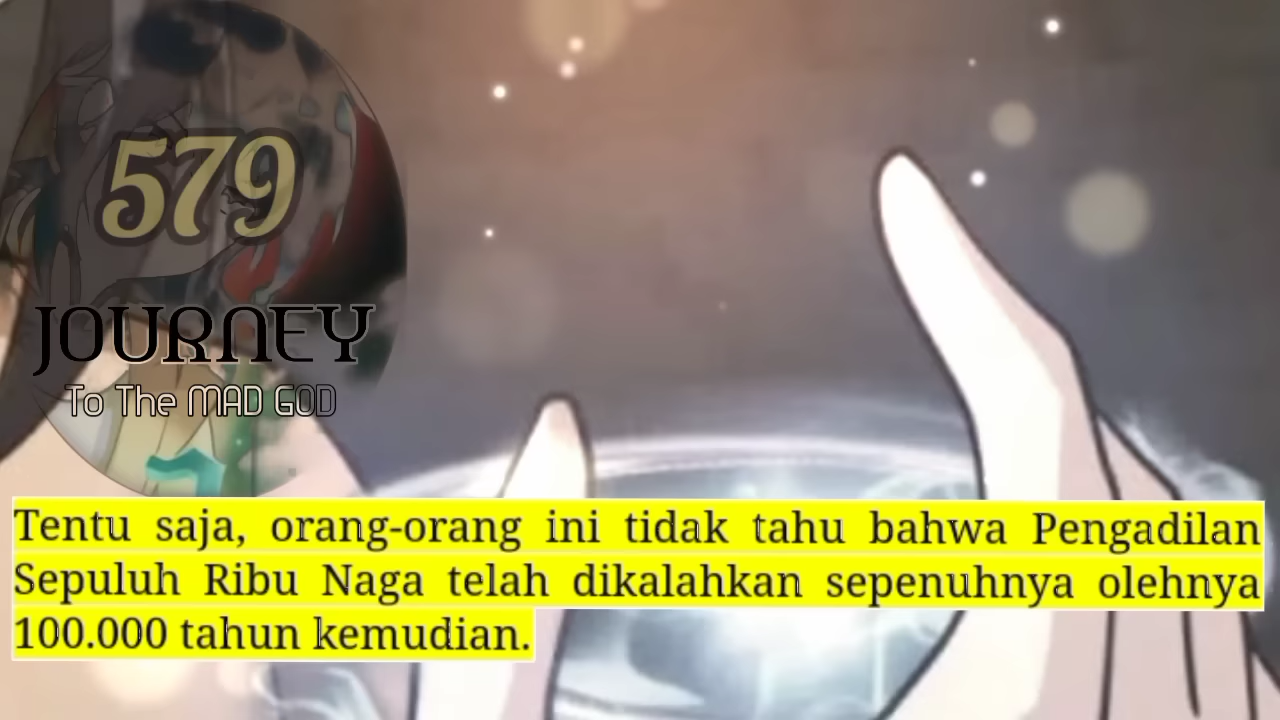 579
JOURNEY
To The MAD GOD
Tentu saja, orang-orang ini tidak tahu bahwa Pengadilan
Sepuluh Ribu Naga telah dikalahkan sepenuhnya olehnya
100.000 tahun kemudian.